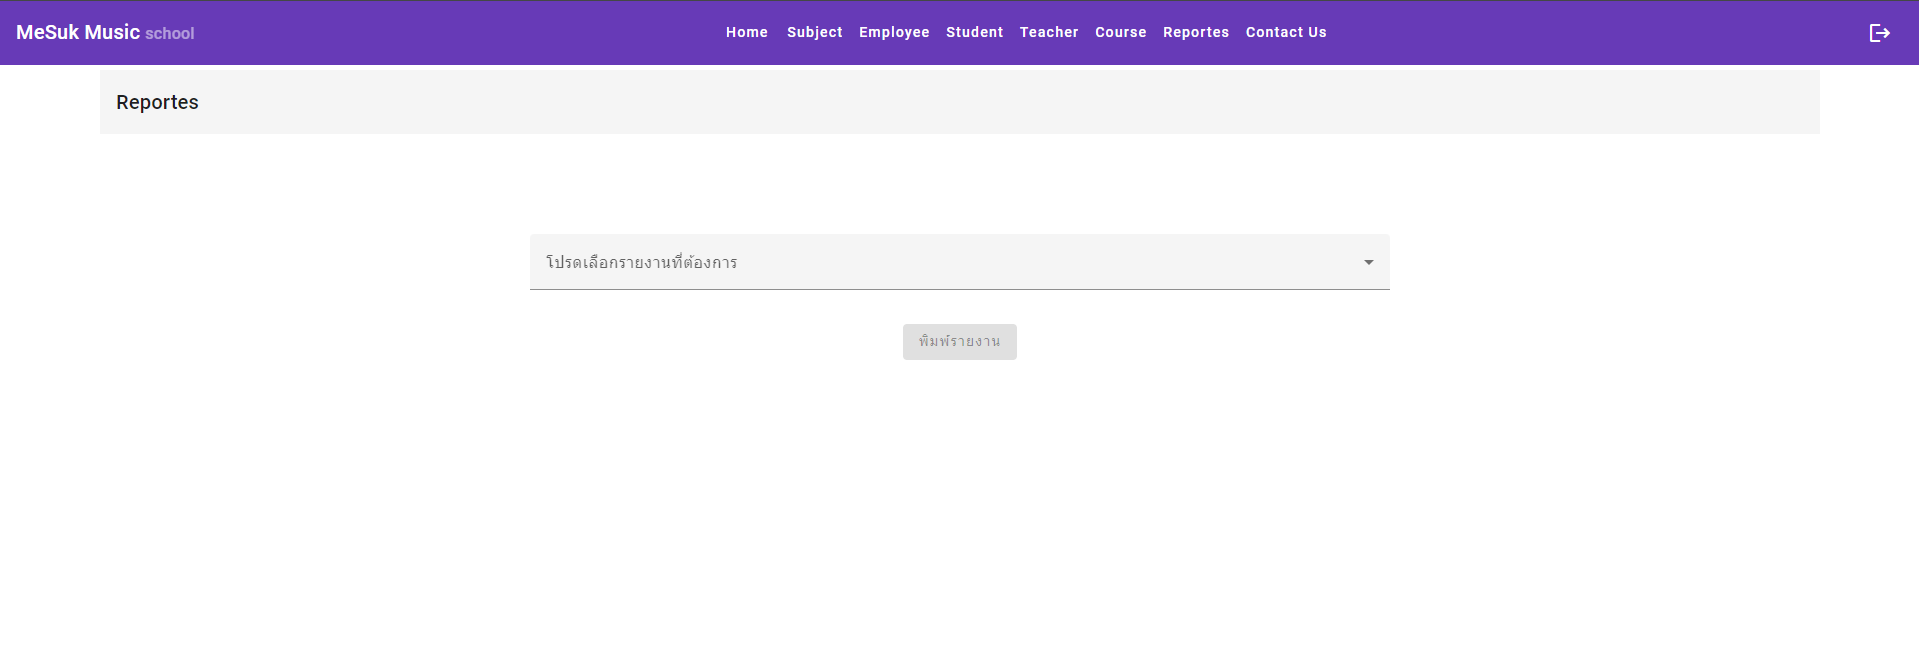 MeSuk Music school
Home Subject Employee Student Teacher Course Reportes Contact Us
Reportes
โปรดเลือกรายงานที่ต้องการ
พิมพ์รายงาน